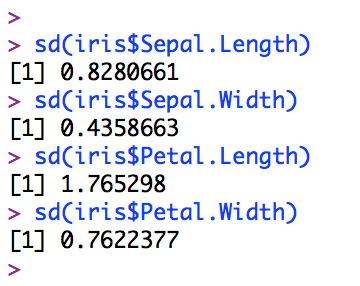 >
> sd(iris$Sepal.Length)
[1] 0.8280661
> sd(iris$Sepal.Width)
[1] 0.4358663
> sd(iris$Petal.Length)
[1] 1.765298
> sd(iris$Petal.Width)
[1] 0.7622377
>